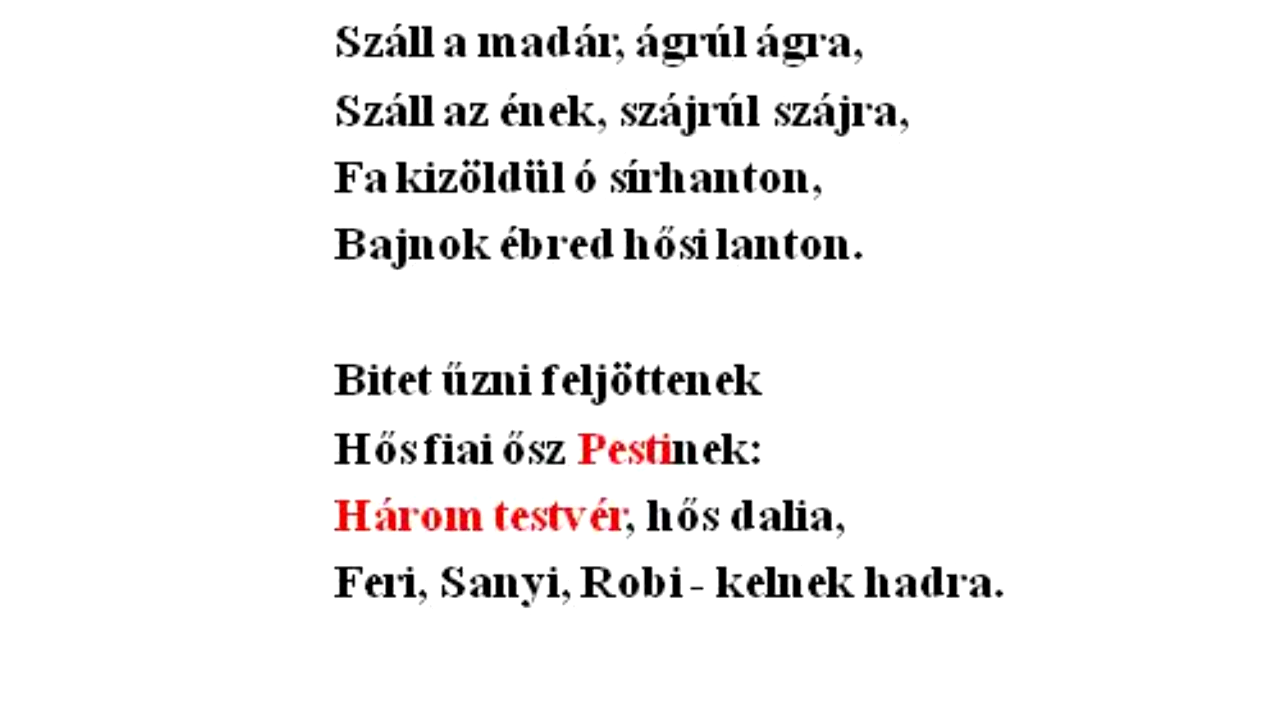 Száll a madár, ágrúl ágra,
Száll az ének, szájrúl szájra,
Fa kizöldül ó sírhanton,
Bajnok ébred hősi lanton.
Bitet űzni feljöttenek
Hős fiai ősz Pestinek:
Három testvér, hős dalia,
Feri, Sanyi, Robi - kelnek hadra.